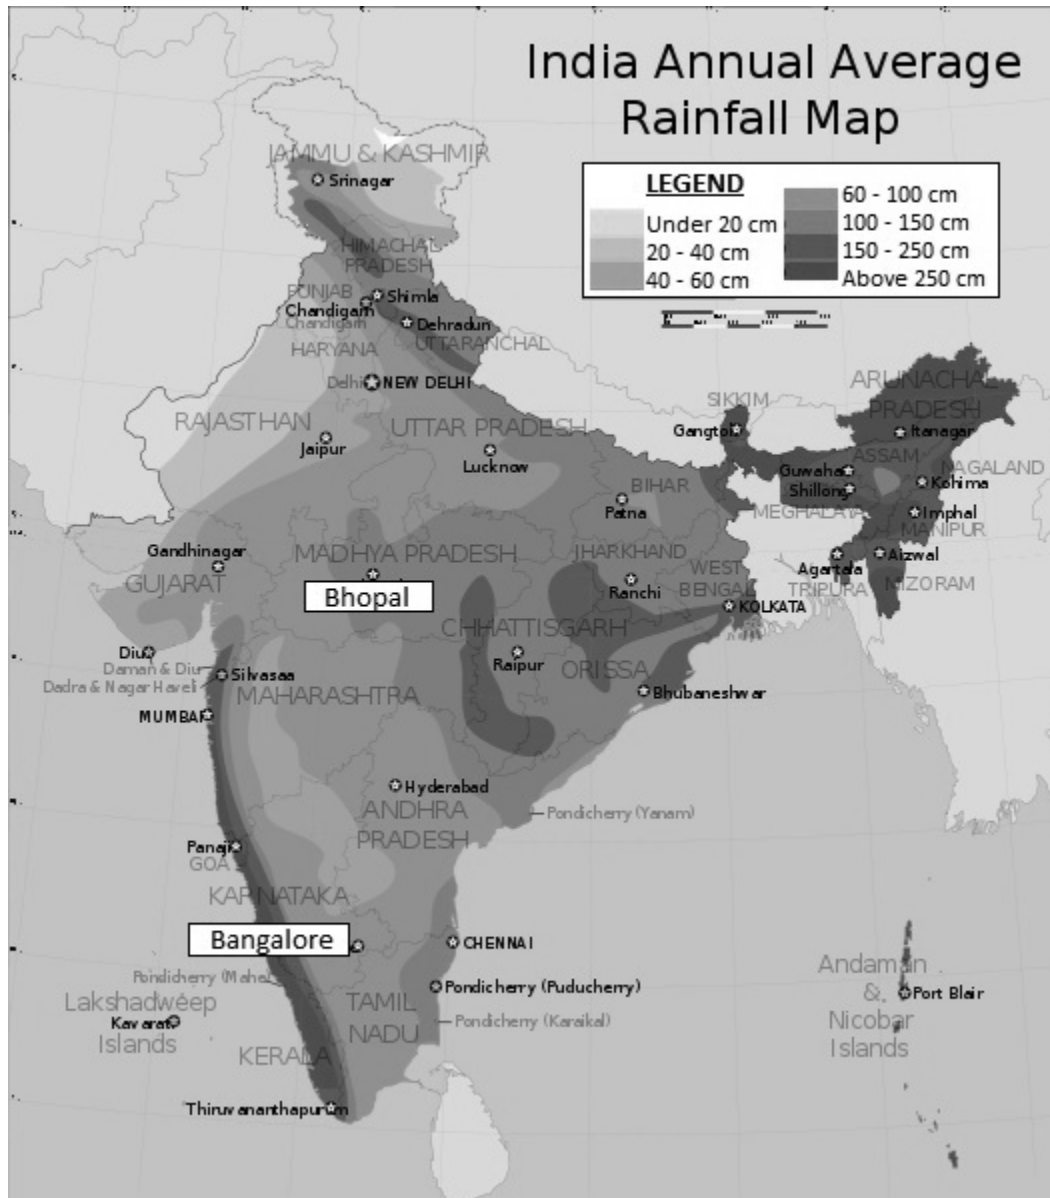 India Annual Average
Rainfall Map
LEGEND
Under 20 cm
20 - 40 cm
40 - 60 cm
60 - 100 cm
100 - 150 cm
150 - 250 cm
Above 250 cm
JAMMU & KASHMIR
Srinagar
HIMACHAL
PRADESH
PUNJAB
Shimla
Chandigarh
Chandigarh
Dehradun
HARYANA
UTTARANCHAL
Delhi
NEW DELHI
RAJASTHAN
Jaipur
UTTAR PRADESH
Lucknow
SIKKIM
Gangtok
ARUNACHAL
PRADESH
Itanagar
ASSAM
Guwahati
NAGALAND
Shillong
Kohima
BIHAR
Patna
MEGHALAYA
Imphal
MANIPUR
Gandhinagar
GUJARAT
MADHYA PRADESH
Bhopal
JHARKHAND
Ranchi
WEST
BENGAL
Agartala
Aizwal
TRIPURA
MIZORAM
KOLKATA
CHHATTISGARH
Raipur
ORISSA
Bhubaneshwar
Diu
Daman & Diu
Dadra & Nagar Haveli
Silvasaa
MAHARASHTRA
MUMBAI
Hyderabad
ANDHRA
PRADESH
Pondicherry (Yanam)
Panaji
GOA
KARNATAKA
Bangalore
CHENNAI
Pondicherry (Mahe)
Pondicherry (Puducherry)
Lakshadweep
Kavarati
Islands
TAMIL
NADU
Pondicherry (Karaikal)
KERALA
Thiruvananthapurum
Andaman
&
Port Blair
Nicobar
Islands